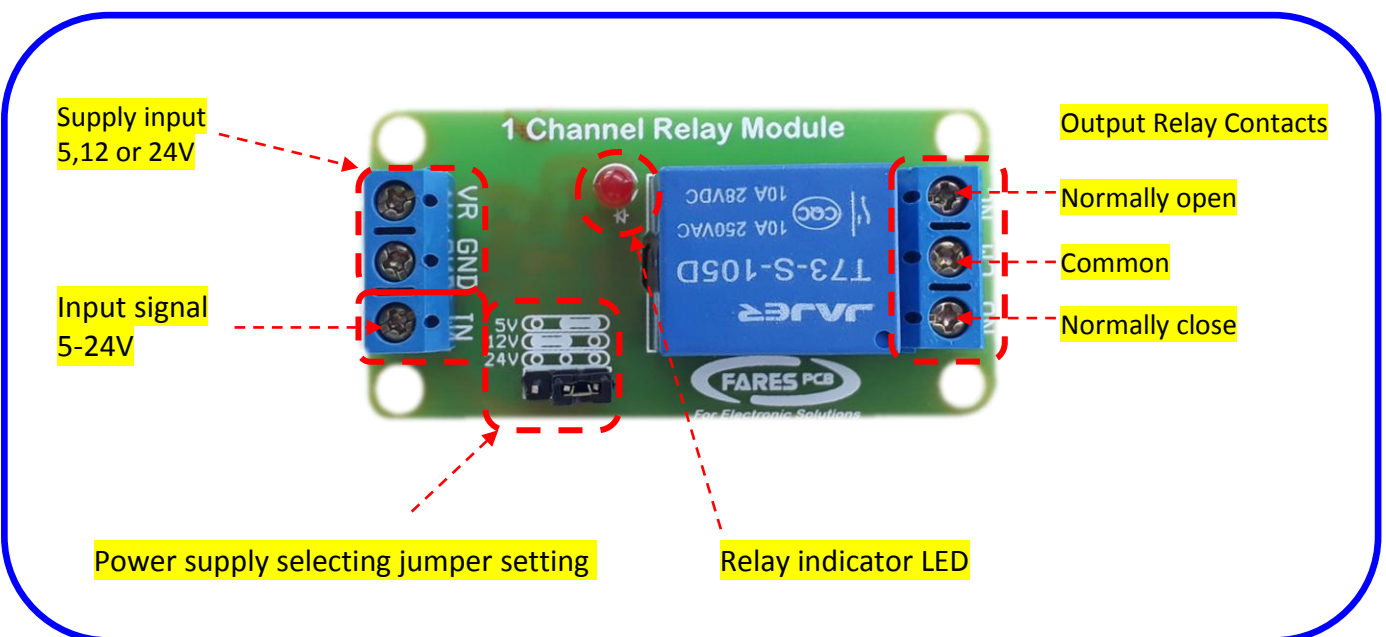 Supply input
5,12 or 24V
Input signal
5-24V
1 Channel Relay Module
VR
GND
IN
5V
12V
24V
10A 28VDC
10A 250VAC
CQC
T73-S-105D
JAJER
FARES PCB
For Electronic Solutions
Output Relay Contacts
Normally open
Common
Normally close
Power supply selecting jumper setting
Relay indicator LED